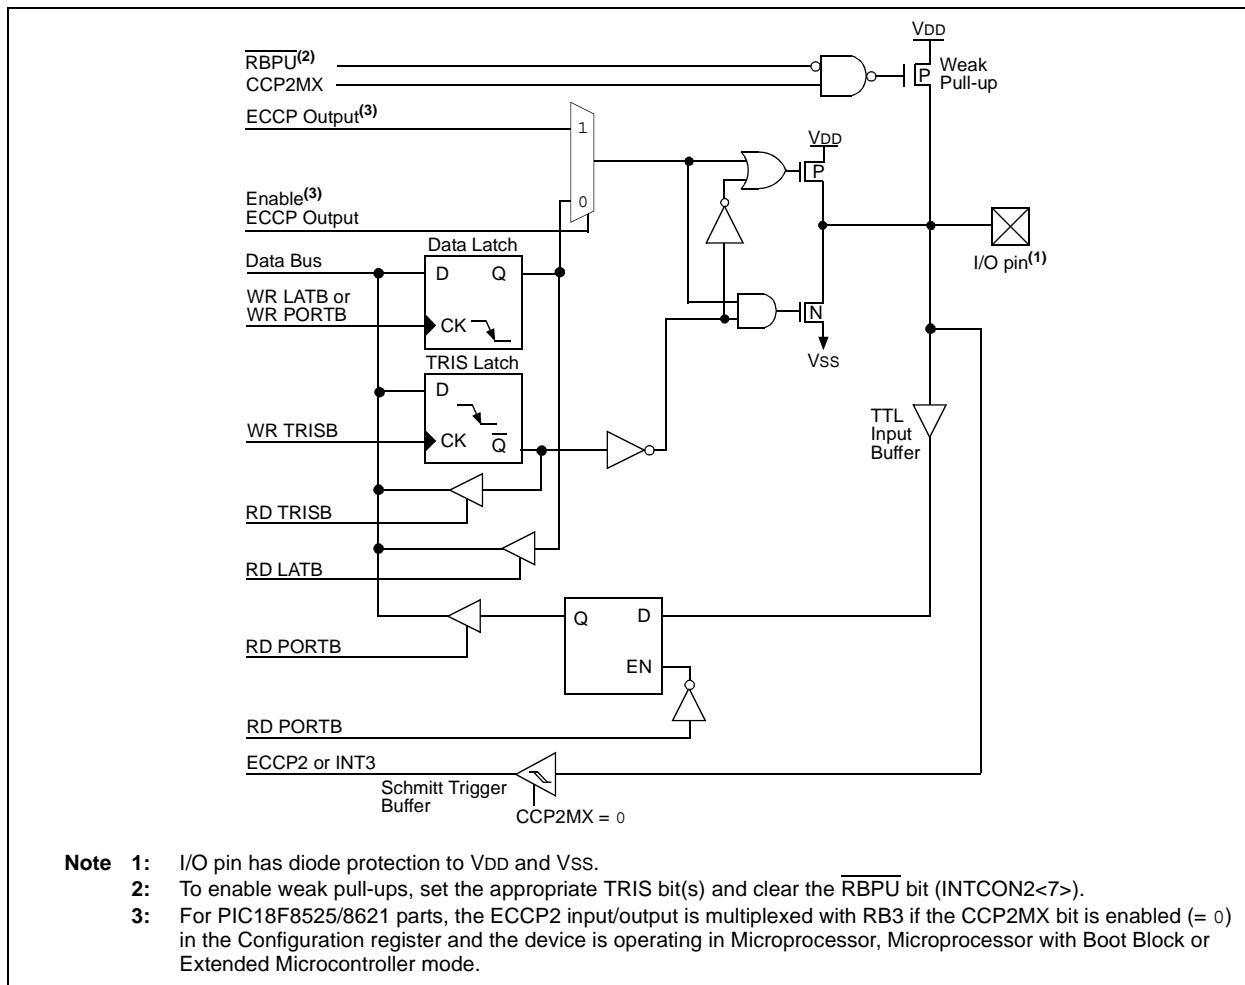 VDD
RBPU(2)
CCP2MX
P
Weak
Pull-up
ECCP Output(3)
1
VDD
P
Enable(3)
ECCP Output
0
I/O pin(1)
Data Latch
Data Bus
D Q
WR LATB or
WR PORTB
CK
N
VSS
TRIS Latch
D
WR TRISB
CK Q
TTL
Input
Buffer
RD TRISB
RD LATB
Q D
RD PORTB
EN
RD PORTB
ECCP2 or INT3
Schmitt Trigger
Buffer
CCP2MX = 0
Note 1: I/O pin has diode protection to VDD and VSS.
2: To enable weak pull-ups, set the appropriate TRIS bit(s) and clear the RBPU bit (INTCON2<7>).
3: For PIC18F8525/8621 parts, the ECCP2 input/output is multiplexed with RB3 if the CCP2MX bit is enabled (= 0)
in the Configuration register and the device is operating in Microprocessor, Microprocessor with Boot Block or
Extended Microcontroller mode.